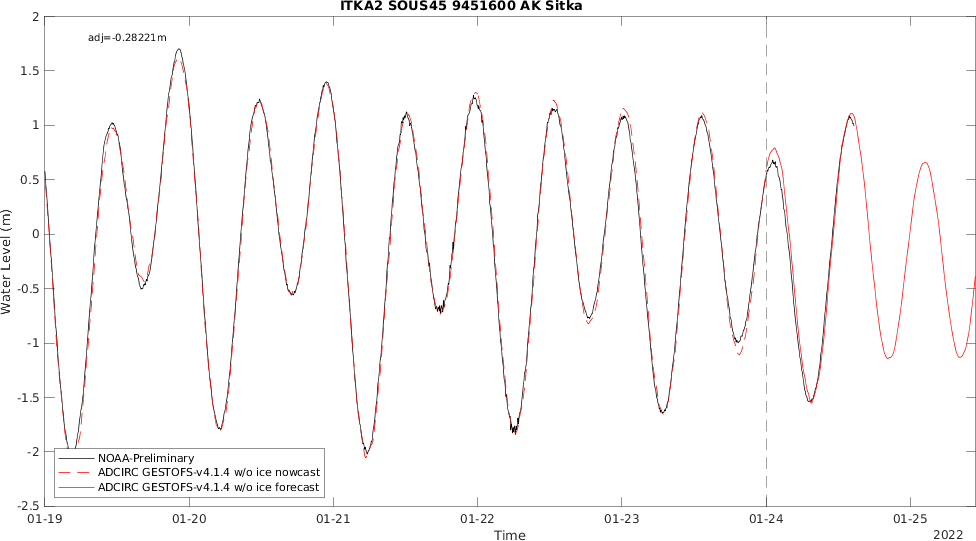 ITKA2 SOUS45 9451600 AK Sitka
adj=-0.28221m
2
1.5
1
0.5
0
-0.5
-1
-1.5
-2
-2.5
Water Level (m)
NOAA-Preliminary
ADCIRC GESTOFS-v4.1.4 w/o ice nowcast
ADCIRC GESTOFS-v4.1.4 w/o ice forecast
01-19 01-20 01-21 01-22 01-23 01-24 01-25
Time
2022